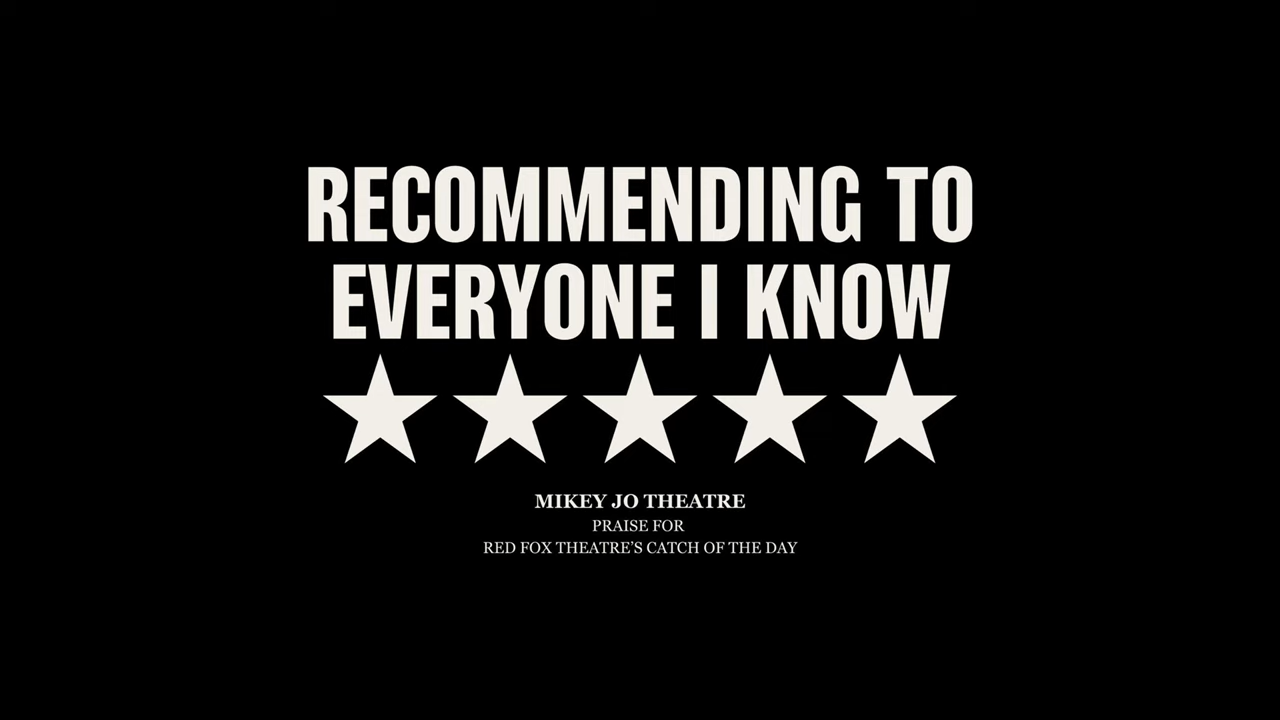 RECOMMENDING TO
EVERYONE I KNOW
MIKEY JO THEATRE
PRAISE FOR
RED FOX THEATRE'S CATCH OF THE DAY